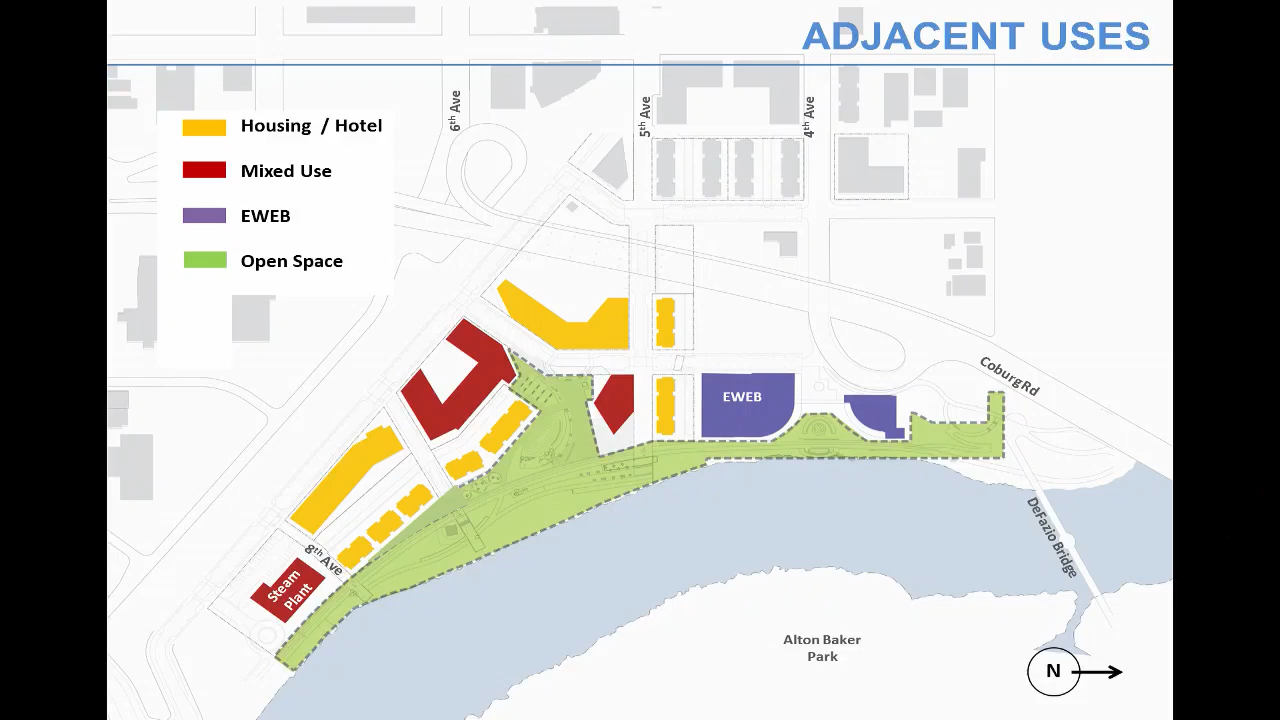 ADJACENT USES
6th Ave
5th Ave
4th Ave
Housing / Hotel
Mixed Use
EWEB
Open Space
Coburg Rd
EWEB
DeFazio Bridge
8th Ave
Steam
Plant
Alton Baker
Park
N